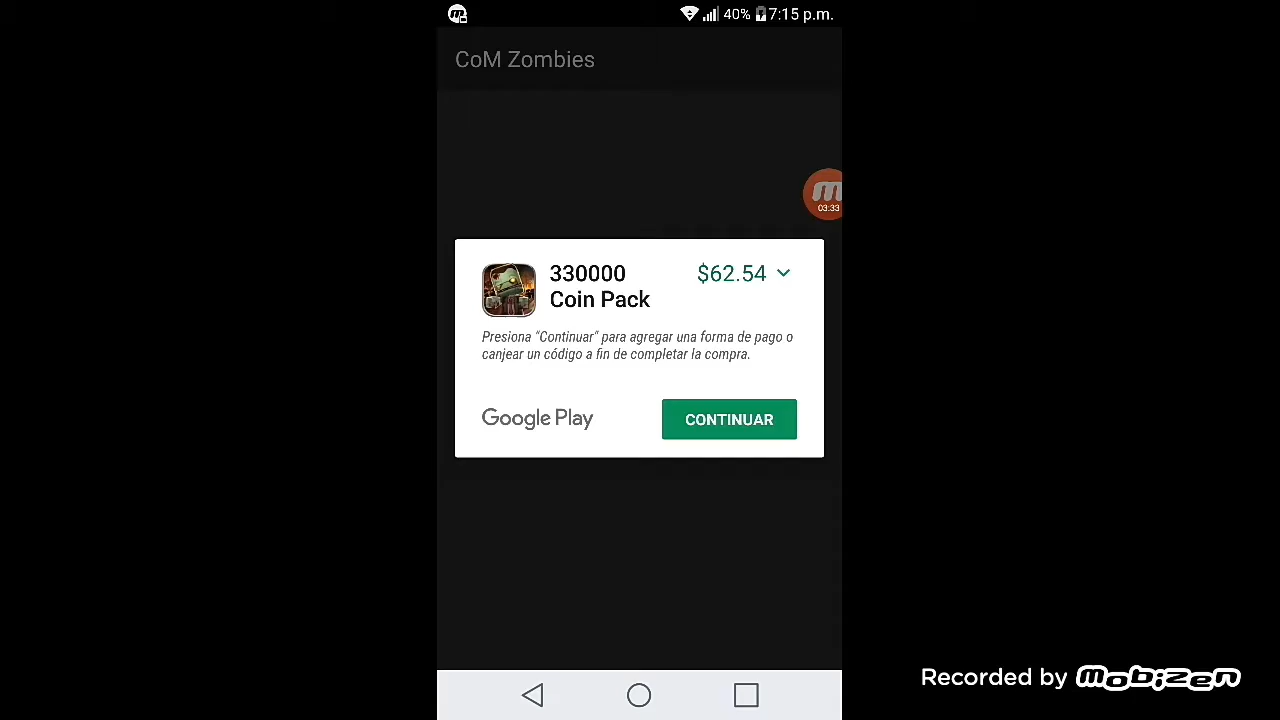 40% 7:15 p.m.
CoM Zombies
03:33
330000
Coin Pack
$62.54
Presiona "Continuar" para agregar una forma de pago o
canjear un código a fin de completar la compra.
Google Play
CONTINUAR
Recorded by mobizen